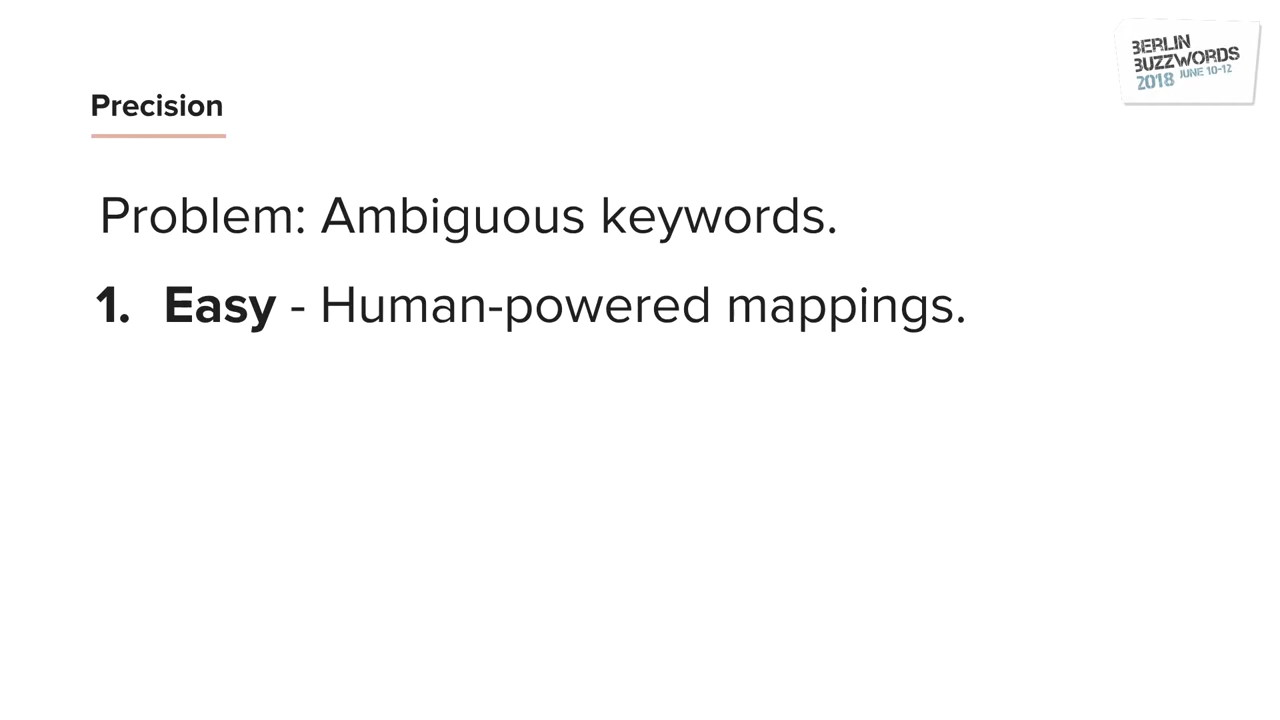 BERLIN
BUZZWORDS
2018 JUNE 10-12
Precision
Problem: Ambiguous keywords.
1. Easy - Human-powered mappings.